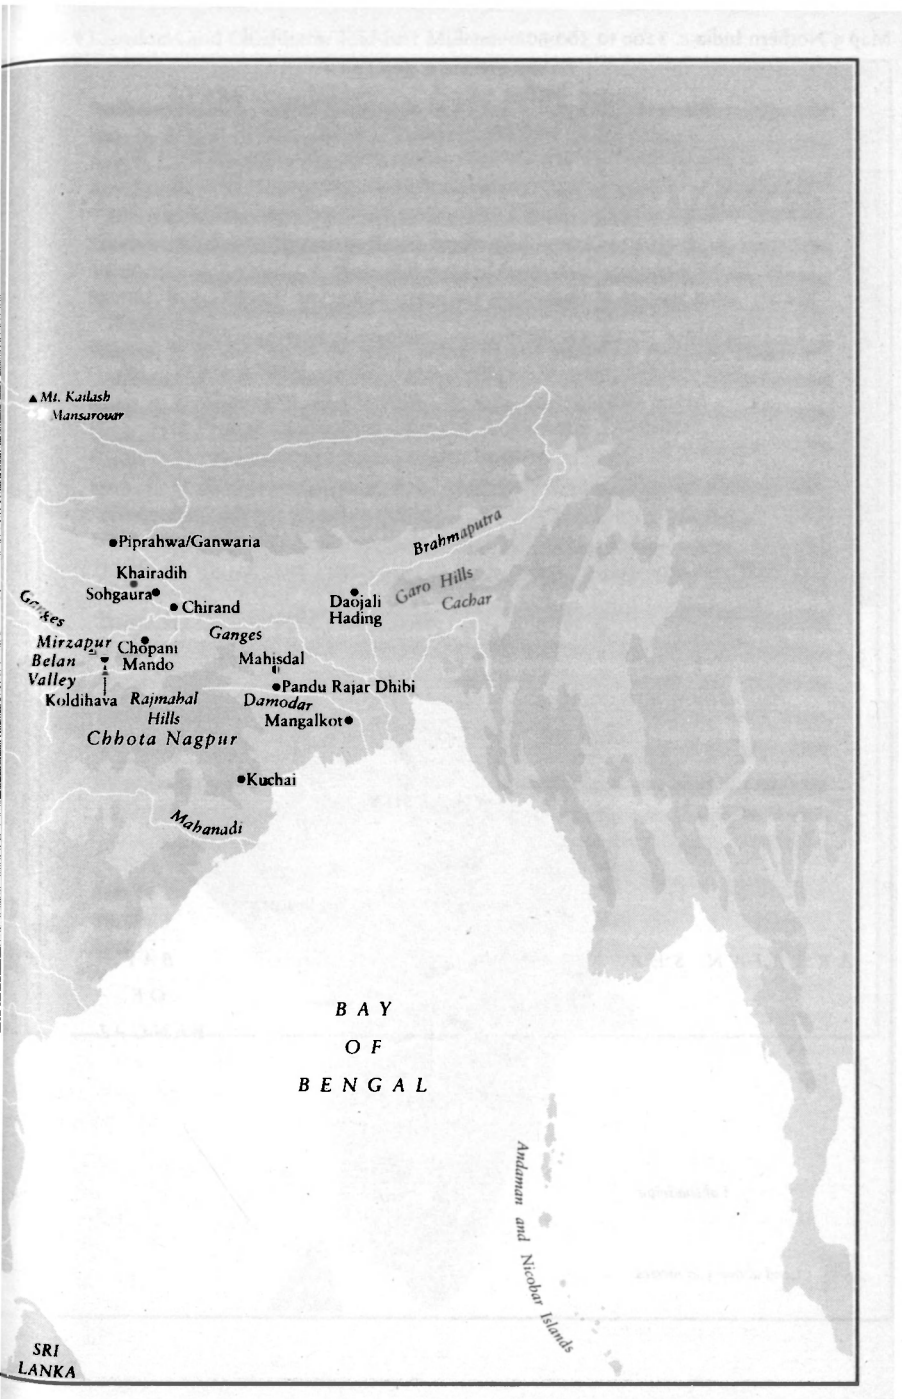 Mt. Kailash
Mansarovar
Piprahwa/Ganwaria
Brahmaputra
Khairadih
Sohgaura
Chirand
Daojali
Hading
Garo Hills
Cachar
Ganges
Ganges
Mirzapur
Belan
Valley
Chopani
Mando
Mahisdal
Koldihava
Rajmahal
Hills
Pandu Rajar Dhibi
Damodar
Mangalkot
Chhota Nagpur
Kuchai
Mahanadi
BAY
OF
BENGAL
Andaman and Nicobar Islands
SRI
LANKA